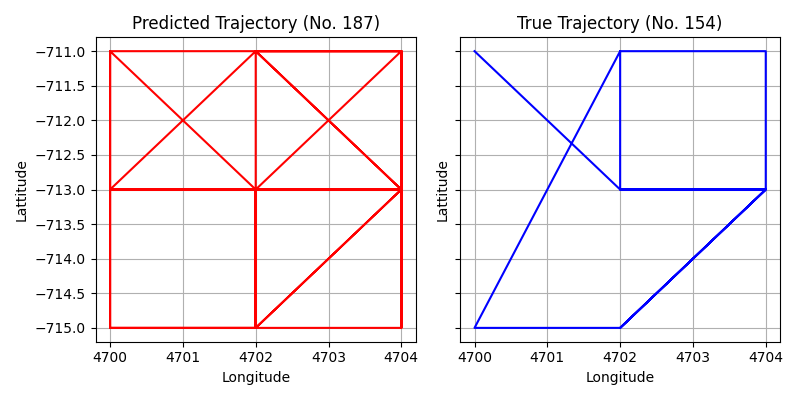 Predicted Trajectory (No. 187)
True Trajectory (No. 154)
−711.0
−711.5
−712.0
−712.5
−713.0
−713.5
−714.0
−714.5
−715.0
Lattitude
Lattitude
4700 4701 4702 4703 4704
4700 4701 4702 4703 4704
Longitude
Longitude